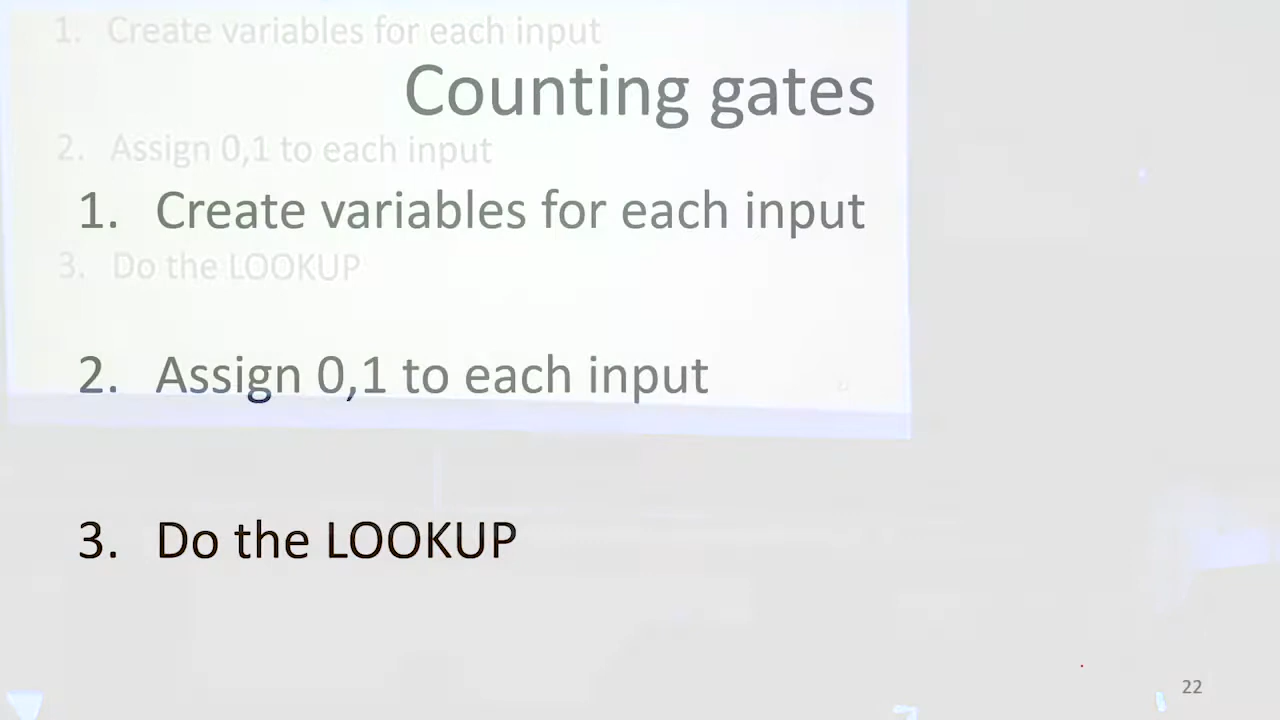 1. Create variables for each input
Counting gates
2. Assign 0,1 to each input
1. Create variables for each input
3. Do the LOOKUP
2. Assign 0,1 to each input
3. Do the LOOKUP
22